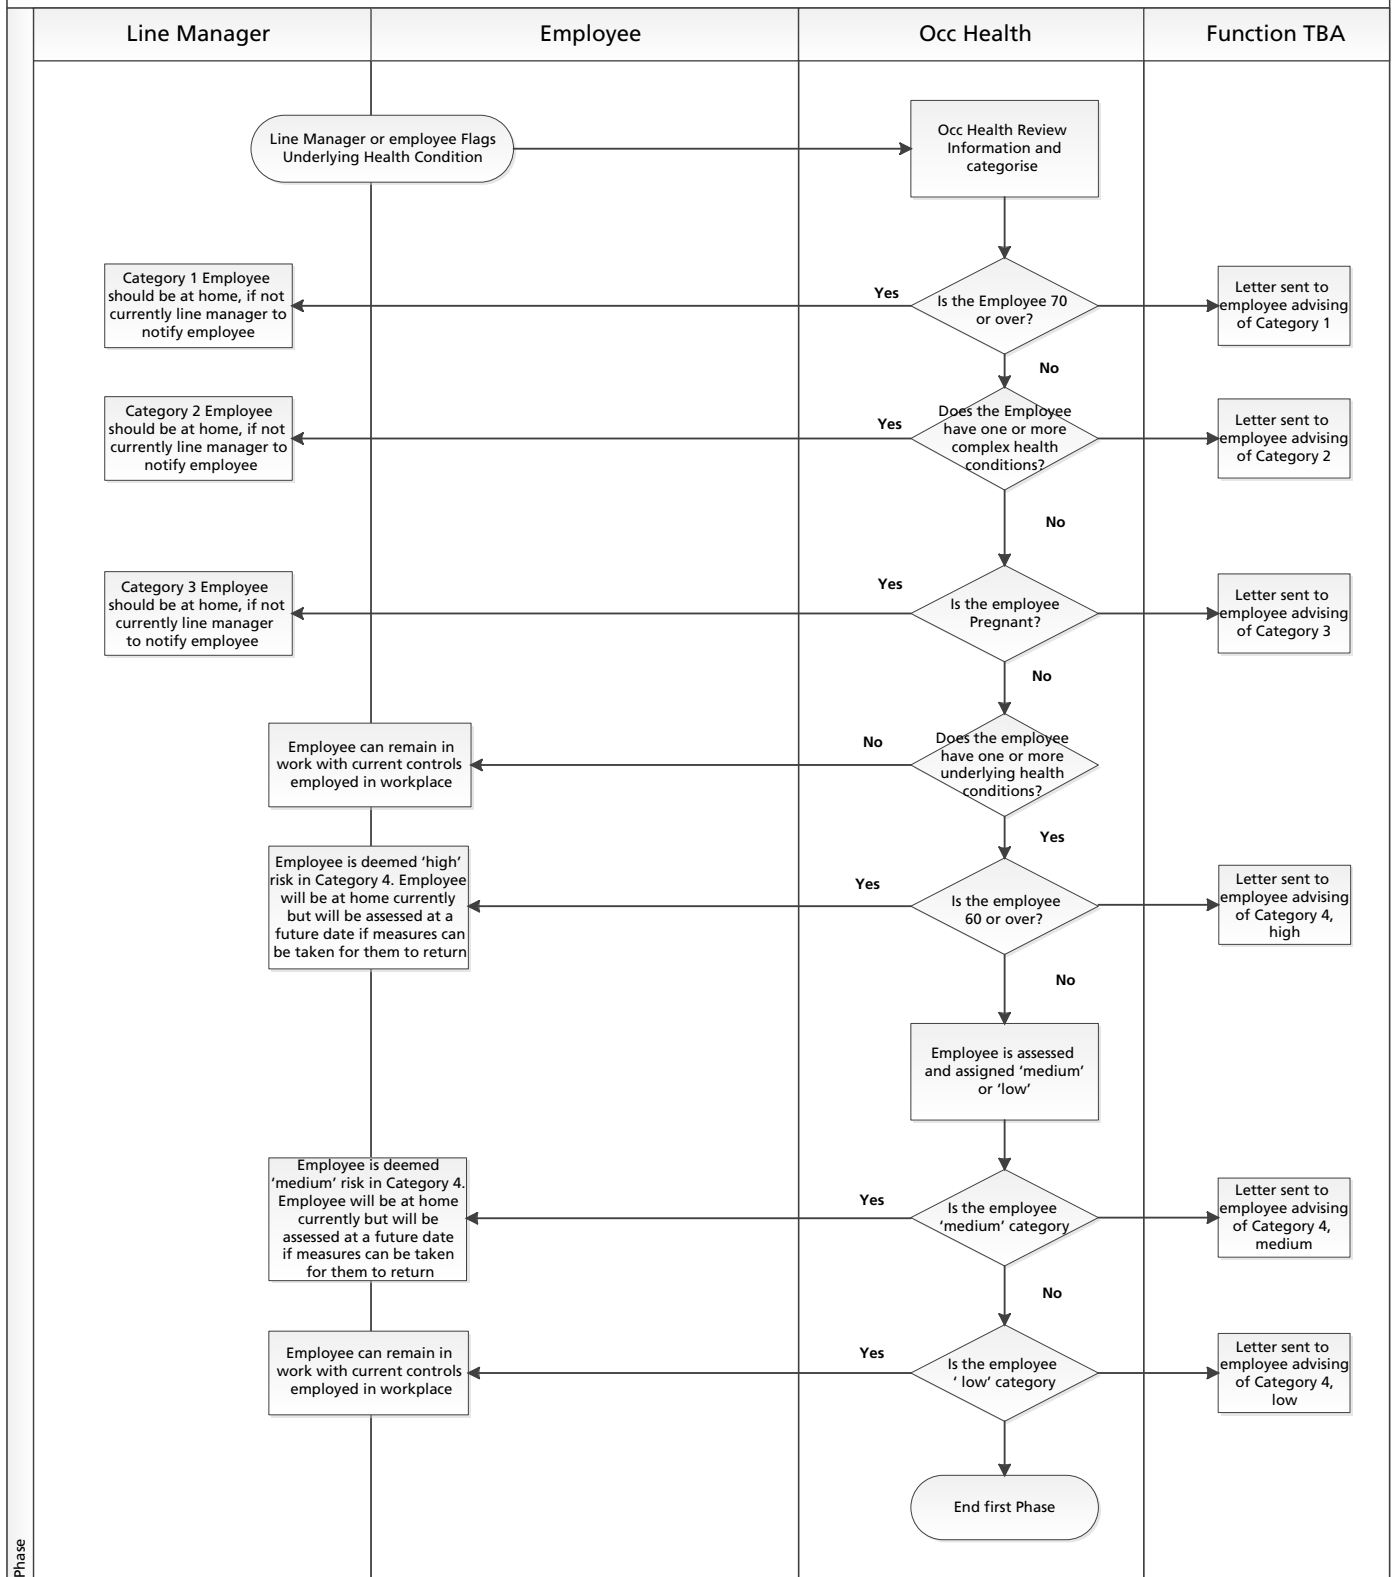 Line Manager
Employee
Occ Health
Function TBA
Line Manager or employee Flags
Underlying Health Condition
Occ Health Review
Information and
categorise
Category 1 Employee
should be at home, if not
currently line manager to
notify employee
Yes
Is the Employee 70
or over?
Letter sent to
employee advising
of Category 1
No
Category 2 Employee
should be at home, if not
currently line manager to
notify employee
Yes
Does the Employee
have one or more
complex health
conditions?
Letter sent to
employee advising
of Category 2
No
Category 3 Employee
should be at home, if not
currently line manager
to notify employee
Yes
Is the employee
Pregnant?
Letter sent to
employee advising
of Category 3
No
Employee can remain in
work with current controls
employed in workplace
No
Does the employee
have one or more
underlying health
conditions?
Yes
Employee is deemed ‘high’
risk in Category 4. Employee
will be at home currently
but will be assessed at a
future date if measures can
be taken for them to return
Yes
Is the employee
60 or over?
Letter sent to
employee advising
of Category 4,
high
No
Employee is assessed
and assigned ‘medium’
or ‘low’
Employee is deemed
‘medium’ risk in Category 4.
Employee will be at home
currently but will be
assessed at a future date
if measures can be taken
for them to return
Yes
Is the employee
‘medium’ category
Letter sent to
employee advising
of Category 4,
medium
No
Employee can remain in
work with current controls
employed in workplace
Yes
Is the employee
‘ low’ category
Letter sent to
employee advising
of Category 4,
low
End first Phase
Phase